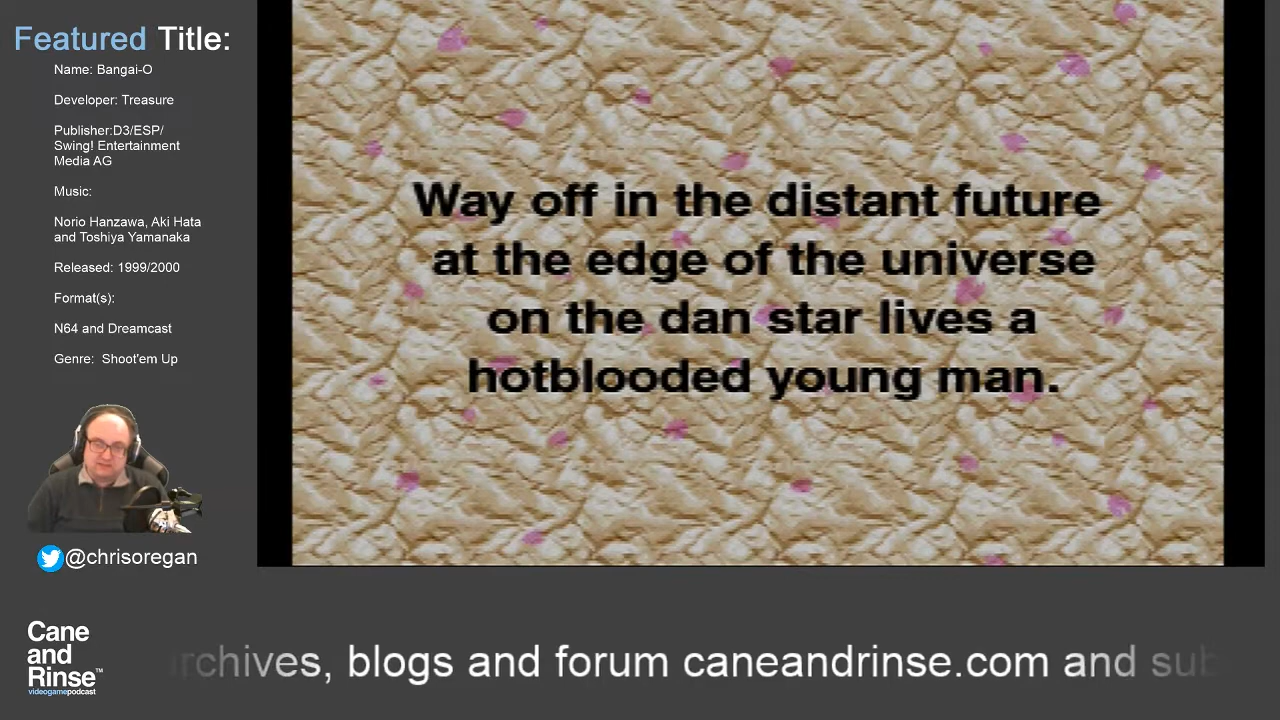 Featured Title:
Name: Bangai-O
Developer: Treasure
Publisher:D3/ESP/
Swing! Entertainment
Media AG
Music:
Norio Hanzawa, Aki Hata
and Toshiya Yamanaka
Released: 1999/2000
Format(s):
N64 and Dreamcast
Genre: Shoot'em Up
@chrisoregan
Way off in the distant future
at the edge of the universe
on the dan star lives a
hotblooded young man.
Cane
and
Rinse™
videogamepodcast
rchives, blogs and forum caneandrinse.com and sub